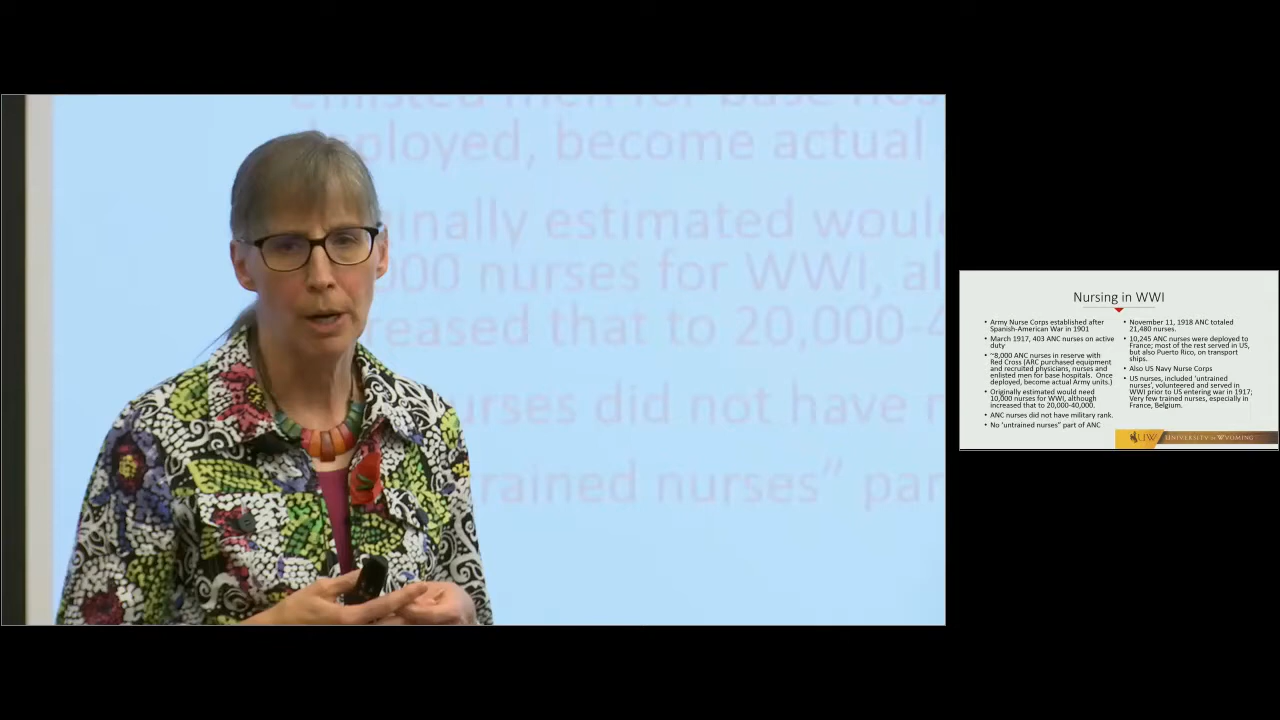 enlisted men for base hos
deployed, become actual
ginally estimated would
000 nurses for WWI, al
creased that to 20,000-4
urses did not have
trained nurses” par
Nursing in WWI
• Army Nurse Corps established after
Spanish-American War in 1901
• March 1917, 403 ANC nurses on active
duty
• ~8,000 ANC nurses in reserve with
Red Cross (ARC purchased equipment
and recruited physicians, nurses and
enlisted men for base hospitals. Once
deployed, become actual Army units.)
• Originally estimated would need
10,000 nurses for WWI, although
increased that to 20,000-40,000.
• ANC nurses did not have military rank.
• No ‘untrained nurses” part of ANC
• November 11, 1918 ANC totaled
21,480 nurses.
• 10,245 ANC nurses were deployed to
France; most of the rest served in US,
but also Puerto Rico, on transport
ships.
• Also US Navy Nurse Corps
• US nurses, included ‘untrained
nurses’, volunteered and served in
WWI prior to US entering war in 1917;
Very few trained nurses, especially in
France, Belgium.
UW UNIVERSITY OF WYOMING